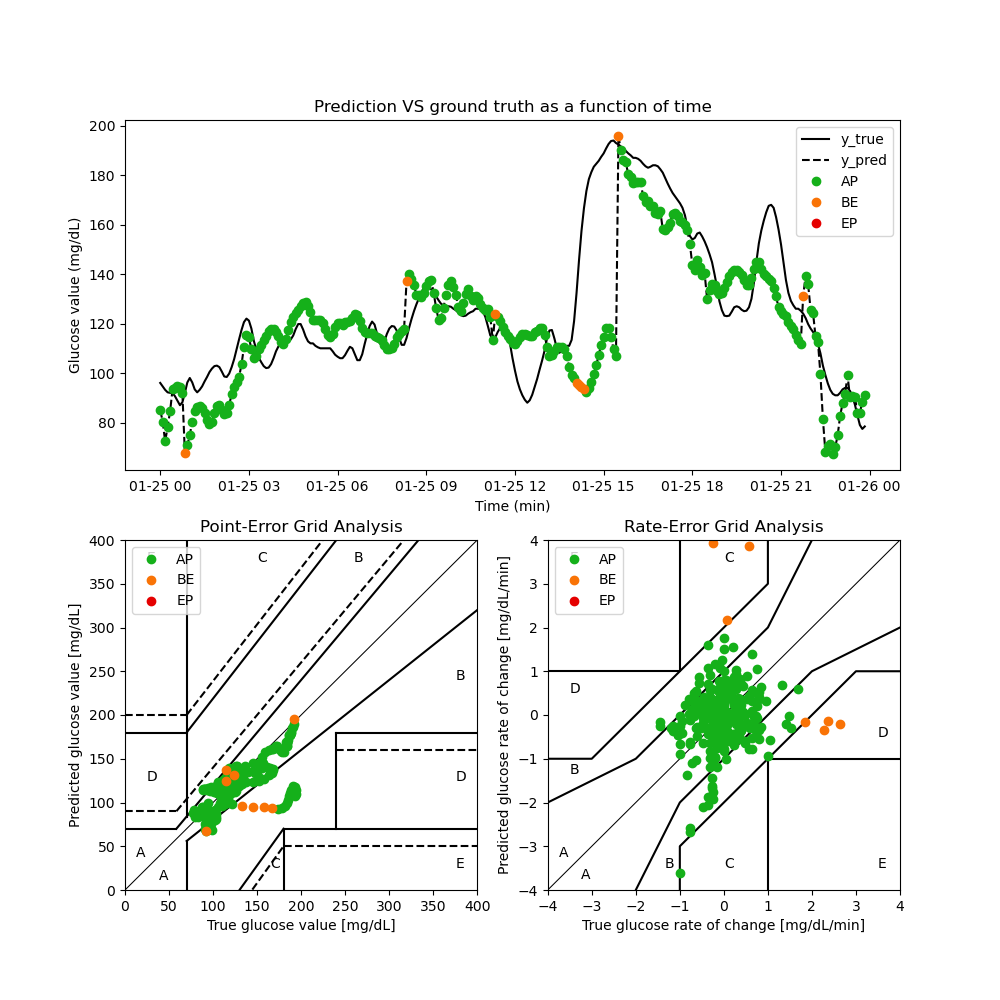 Prediction VS ground truth as a function of time
Glucose value (mg/dL)
200
180
160
140
120
100
80
y_true
y_pred
AP
BE
EP
01-25 00 01-25 03 01-25 06 01-25 09 01-25 12 01-25 15 01-25 18 01-25 21 01-26 00
Time (min)
Point-Error Grid Analysis
Predicted glucose value [mg/dL]
400
350
300
250
200
150
100
50
0
AP
BE
EP
C B
B
D D
A
A C E
0 50 100 150 200 250 300 350 400
True glucose value [mg/dL]
Rate-Error Grid Analysis
Predicted glucose rate of change [mg/dL/min]
4
3
2
1
0
−1
−2
−3
−4
AP
BE
EP
C
D
D
B
A
A B C E
−4 −3 −2 −1 0 1 2 3 4
True glucose rate of change [mg/dL/min]